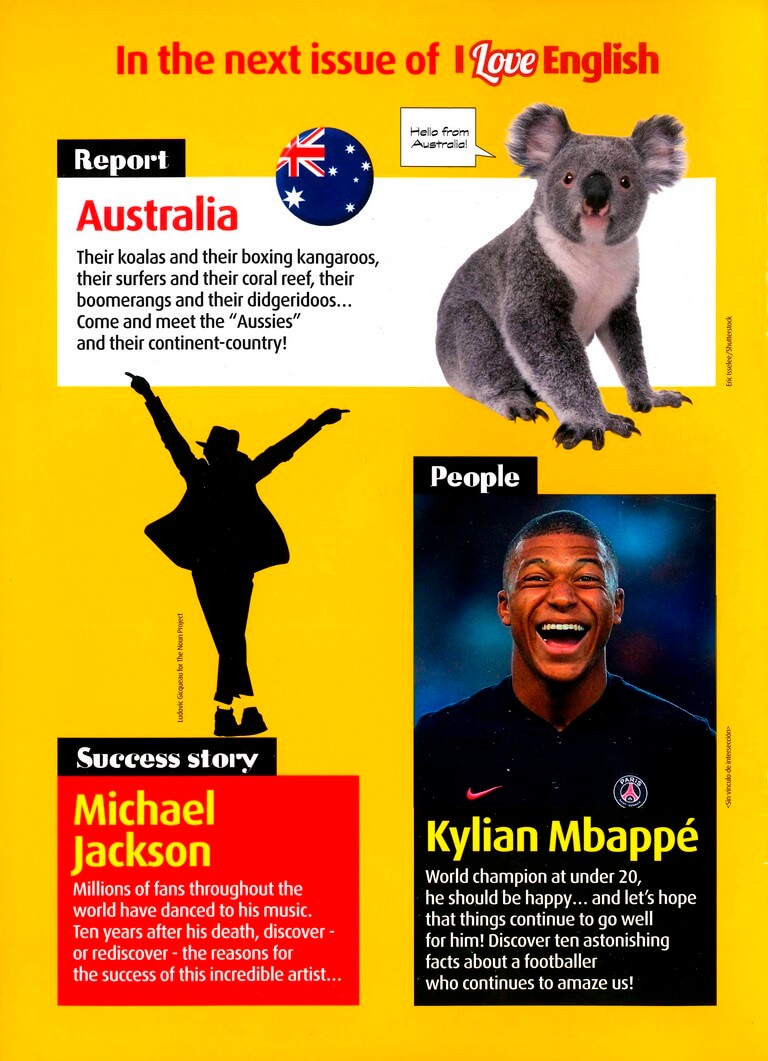 In the next issue of I Love English
Report
Hello from
Australia!
Australia
Their koalas and their boxing kangaroos,
their surfers and their coral reef, their
boomerangs and their didgeridoos...
Come and meet the “Aussies”
and their continent-country!
Eric Isselee/Shutterstock
Ludovic Gicqueau for The Noun Project
Success story
Michael
Jackson
Millions of fans throughout the
world have danced to his music.
Ten years after his death, discover -
or rediscover - the reasons for
the success of this incredible artist...
People
PARIS
Kylian Mbappé
World champion at under 20,
he should be happy... and let’s hope
that things continue to go well
for him! Discover ten astonishing
facts about a footballer
who continues to amaze us!
<Sin vínculo de intersección>